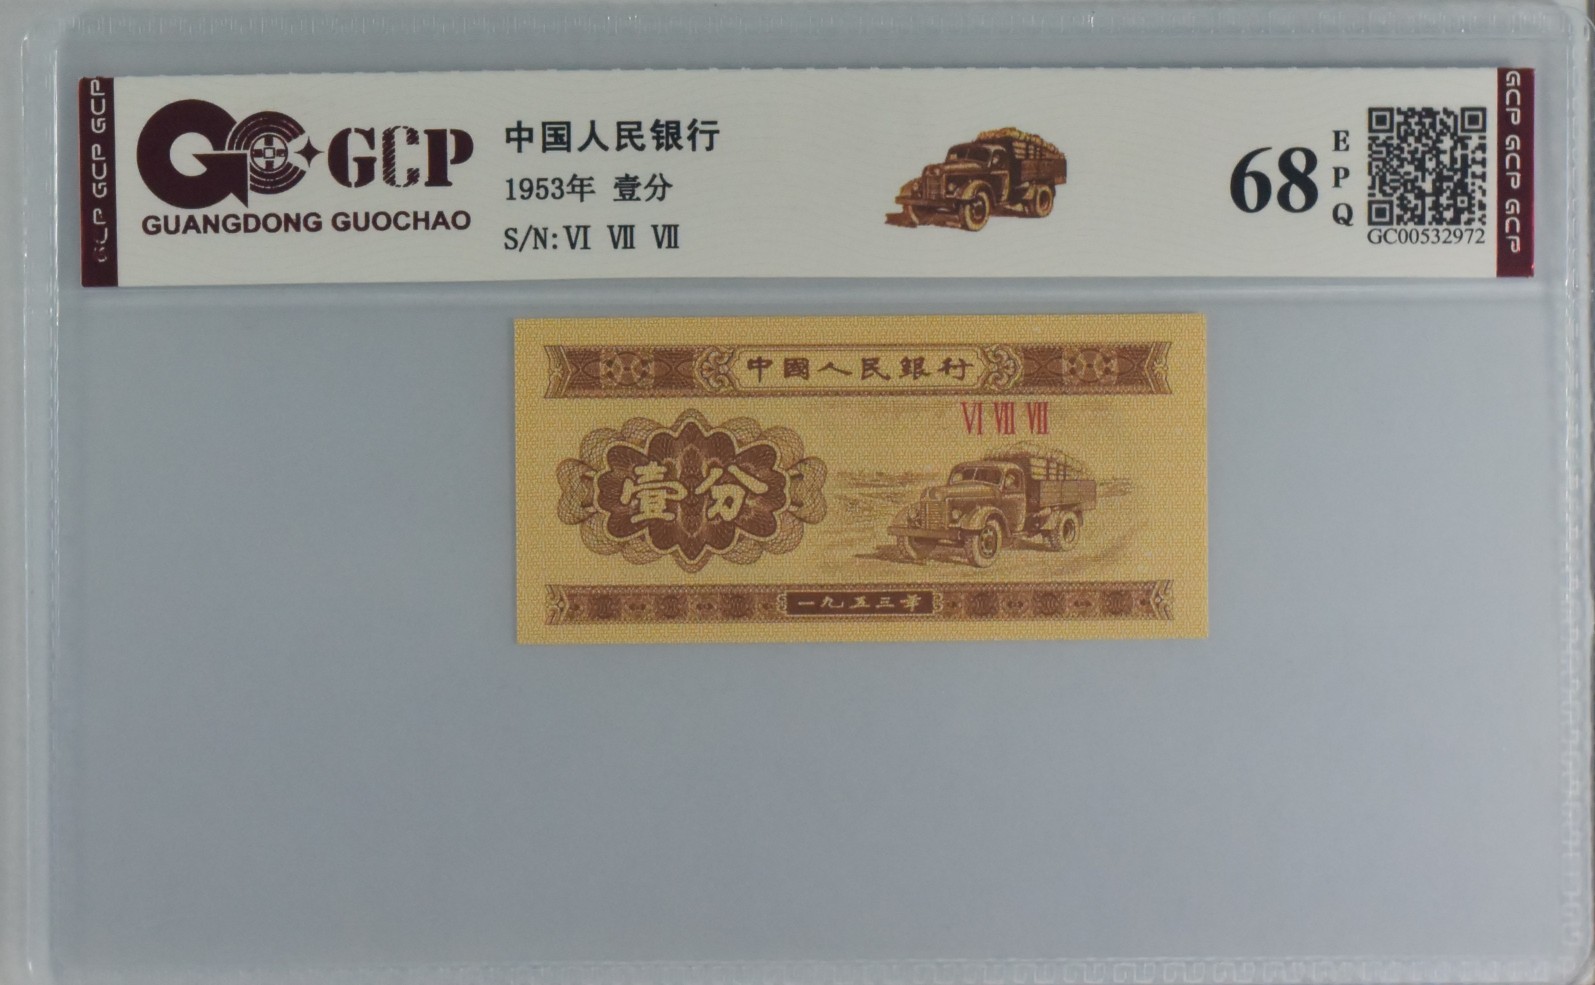 GCP GCP GCP
GCP
GUANGDONG GUOCHAO
中国人民银行
1953年 壹分
S/N:Ⅵ Ⅶ Ⅶ
68
EPQ
GC00532972
GCP GCP GCP
中國人民銀行
Ⅵ Ⅶ Ⅶ
壹分
一九五三年